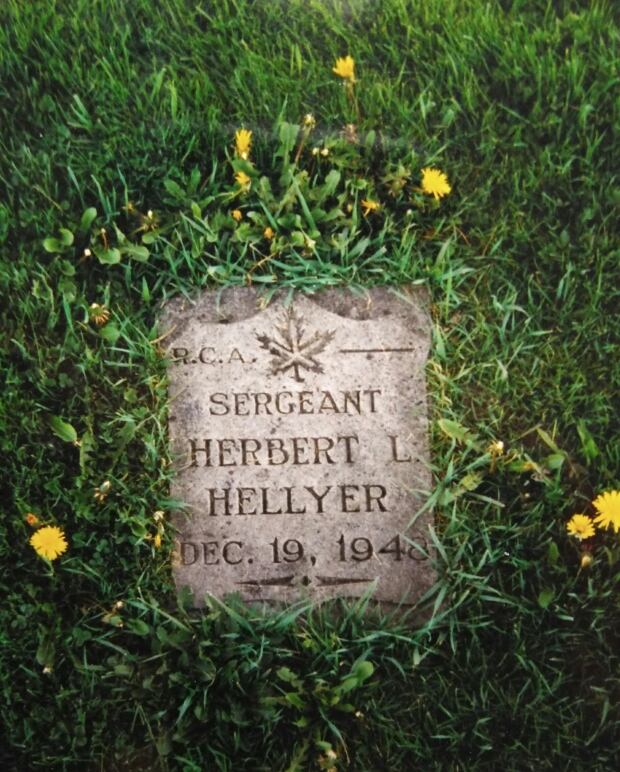 R.C.A.
SERGEANT
HERBERT L.
HELLYER
DEC. 19, 1948